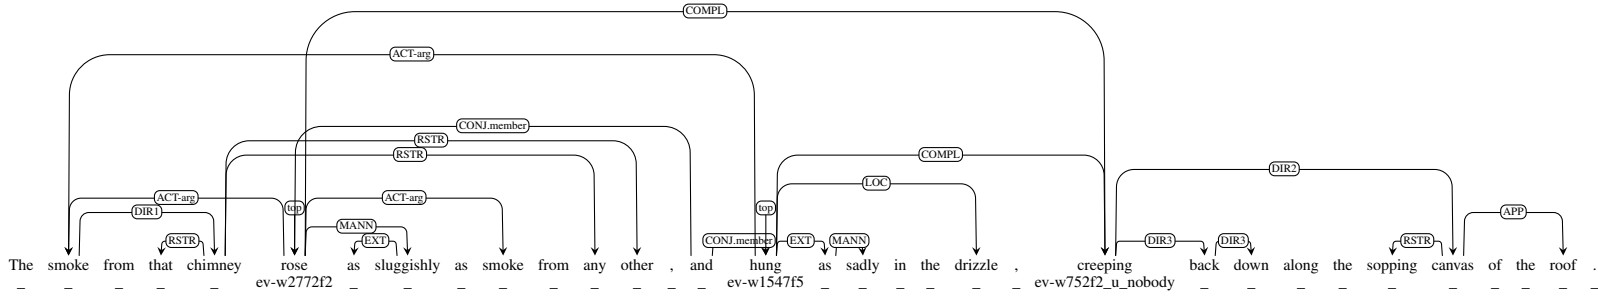 COMPL
ACT-arg
CONJ.member
RSTR
RSTR COMPL
DIR2
LOC
ACT-arg ACT-arg
top top
DIR1 APP
MANN
RSTR EXT CONJ.member EXT MANN DIR3 DIR3 RSTR
The smoke from that chimney rose as sluggishly as smoke from any other , and hung as sadly in the drizzle , creeping back down along the sopping canvas of the roof .
_ _ _ _ _ ev-w2772f2 _ _ _ _ _ _ _ _ _ ev-w1547f5 _ _ _ _ _ _ ev-w752f2_u_nobody _ _ _ _ _ _ _ _ _ _